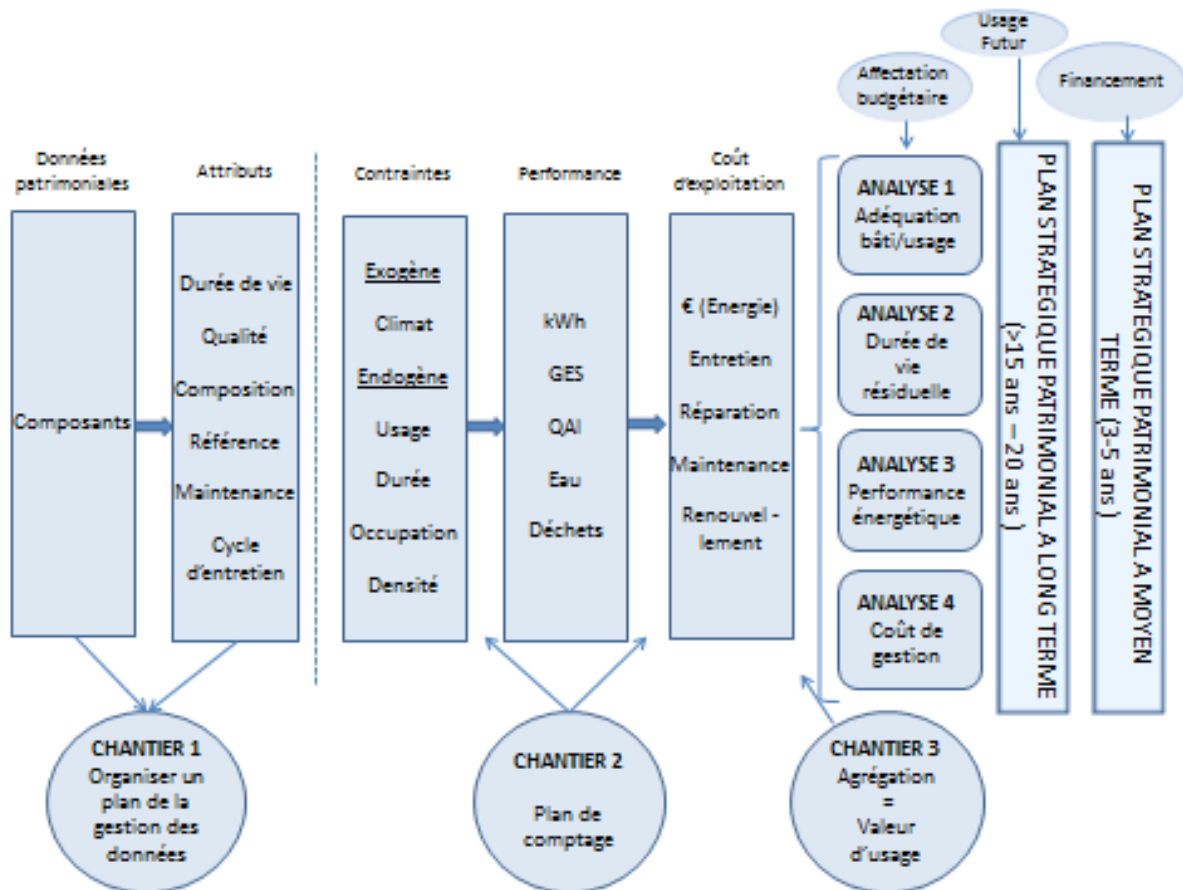 Usage
Futur
Affectation
budgétaire
Financement
Données
patrimoniales
Attributs
Contraintes
Performance
Coût
d'exploitation
Composants
Durée de vie
Qualité
Composition
Référence
Maintenance
Cycle
d'entretien
Exogène
Climat
Endogène
Usage
Durée
Occupation
Densité
kWh
GES
QAI
Eau
Déchets
€ (Energie)
Entretien
Réparation
Maintenance
Renouvel -
lement
ANALYSE 1
Adéquation
bâti/usage
ANALYSE 2
Durée de
vie
résiduelle
ANALYSE 3
Performance
énergétique
ANALYSE 4
Coût de
gestion
PLAN STRATEGIQUE PATRIMONIAL A LONG TERME
(>15 ans – 20 ans )
PLAN STRATEGIQUE PATRIMONIAL A MOYEN
TERME (3-5 ans )
CHANTIER 1
Organiser un
plan de la
gestion des
données
CHANTIER 2
Plan de
comptage
CHANTIER 3
Agrégation
=
Valeur
d'usage